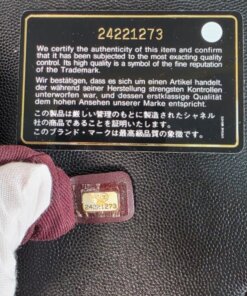 24221273
We certify the authenticity of this item and confirm
that it has been subjected to the most exacting quality
control. Its high quality is a symbol of the fine reputation
of the Trademark.
Wir bestätigen, dass es sich um einen Artikel handelt,
der während seiner Herstellung strengsten Kontrollen
unterworfen war, und dessen erstklassige Qualität
dem hohen Ansehen unserer Marke entspricht.
この製品は厳しい管理のもとに製造されたシャネル
社の商品である事を証明いたします。
このブランド・マークは最高品質の象徴です。
24221273